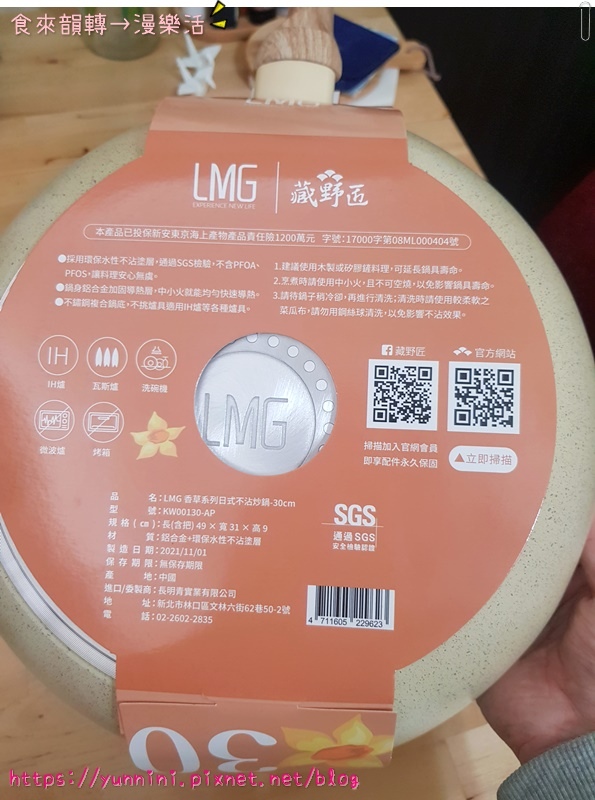 食來韻轉→漫樂活
LMG
LMG
EXPERIENCE NEW LIFE
藏野匠
本產品已投保新安東京海上產物產品責任險1200萬元 字號:17000字第08ML000404號
●採用環保水性不沾塗層,通過SGS檢驗,不含PFOA、
PFOS,讓料理安心無虞。
●鍋身鋁合金加固導熱層,中小火就能均勻快速導熱。
●不鏽鋼複合鍋底,不挑爐具適用IH爐等各種爐具。
1.建議使用木製或矽膠鏟料理,可延長鍋具壽命。
2.烹煮時請使用中小火,且不可空燒,以免影響鍋具壽命。
3.請待鍋子稍冷卻,再進行清洗;清洗時請使用較柔軟之
菜瓜布,請勿用鋼絲球清洗,以免影響不沾效果。
IH
IH爐
瓦斯爐
洗碗機
微波爐
烤箱
LMG
藏野匠
官方網站
掃描加入官網會員
即享配件永久保固
▲立即掃描
品名:LMG 香草系列日式不沾炒鍋-30cm
型號:KW00130-AP
規格(cm):長(含把) 49 × 寬 31 × 高 9
材質:鋁合金+環保水性不沾塗層
製造日期:2021/11/01
保存期限:無保存期限
產地:中國
進口/委製商:長明青實業有限公司
地址:新北市林口區文林六街62巷50-2號
電話:02-2602-2835
SGS
通過 SGS
安全檢驗認證
4 711605 229623
30
https://yunnini.pixnet.net/blog